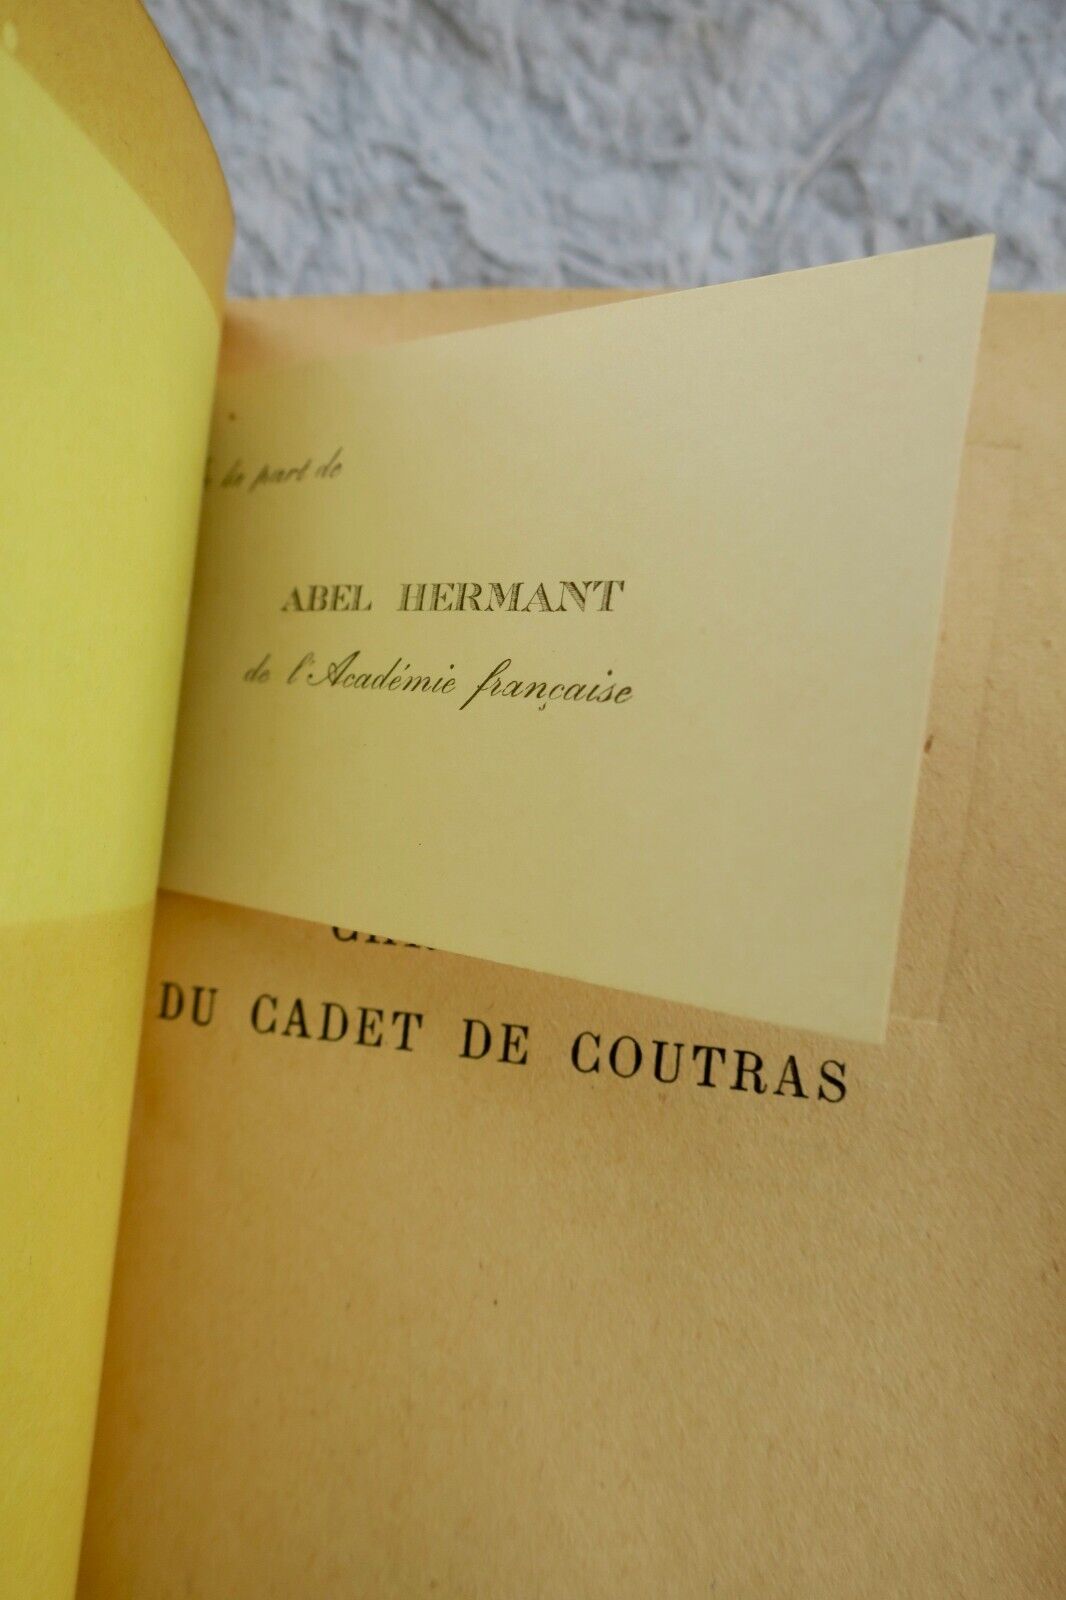 de part de
ABEL HERMANT
de l'Académie française
DU CADET DE COUTRAS